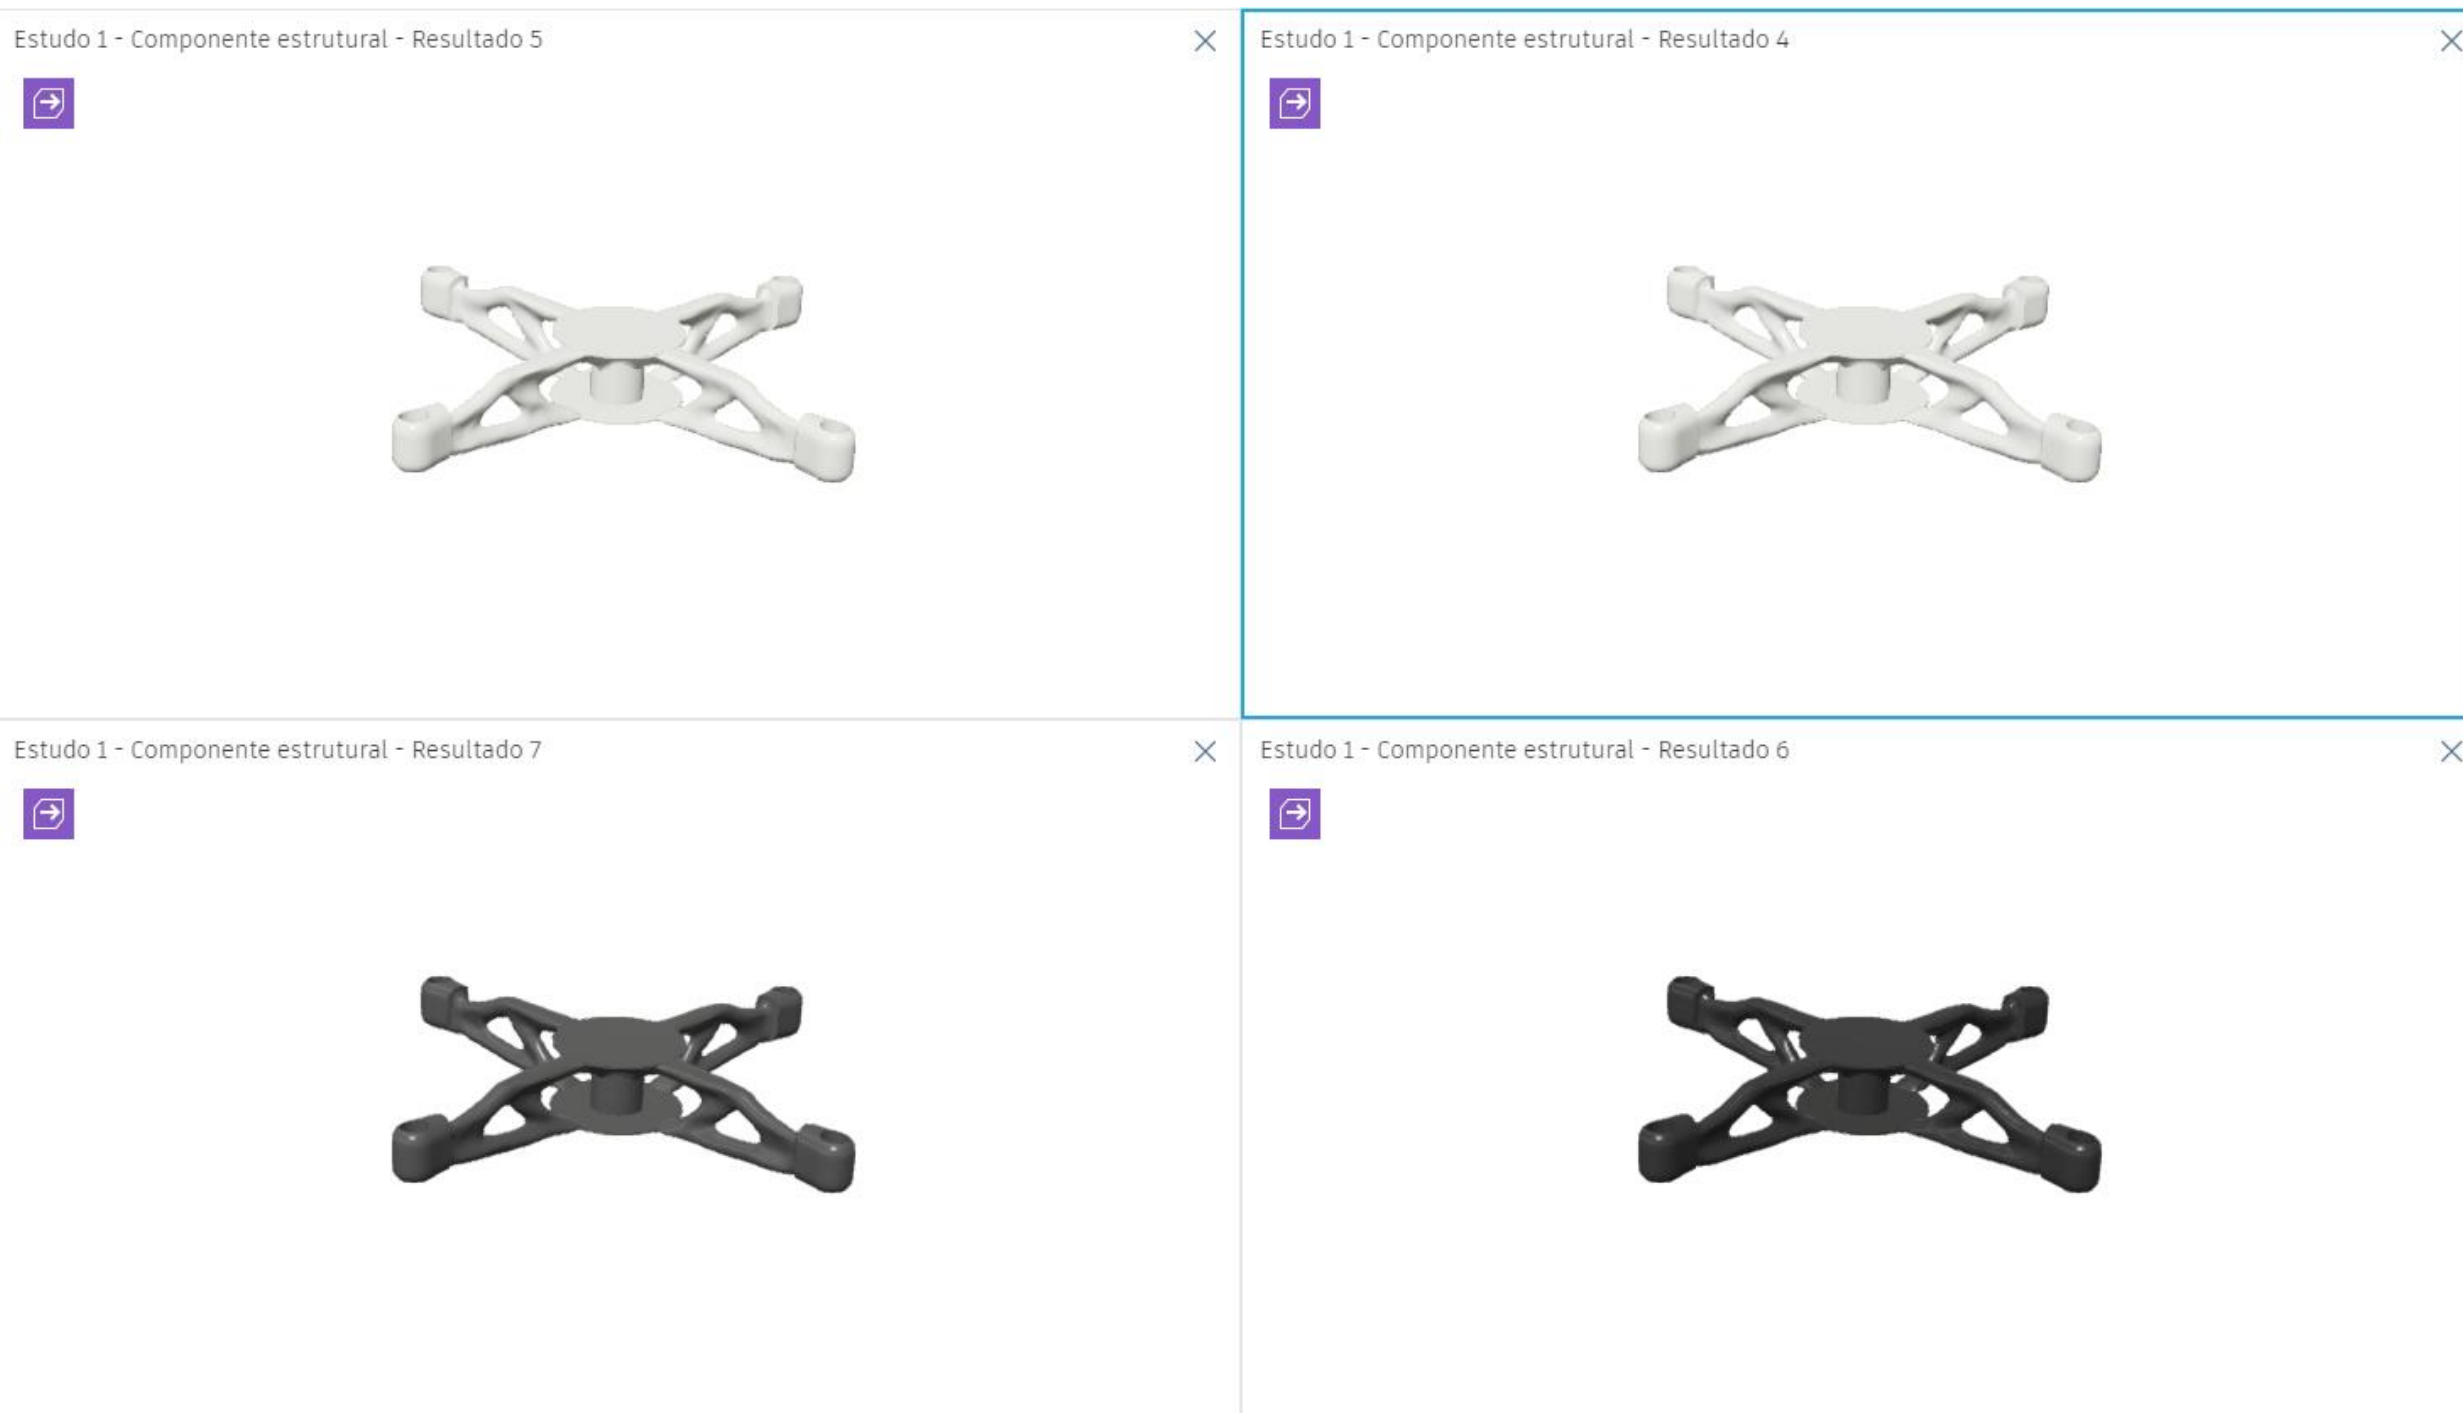 Estudo 1 - Componente estrutural - Resultado 5
Estudo 1 - Componente estrutural - Resultado 4
Estudo 1 - Componente estrutural - Resultado 7
Estudo 1 - Componente estrutural - Resultado 6